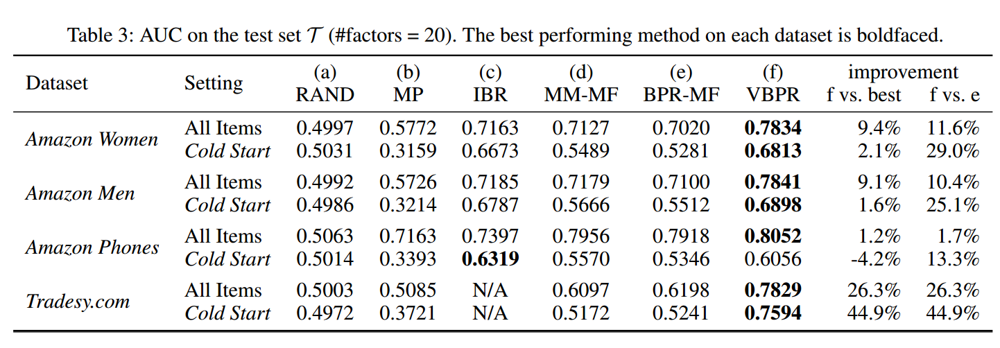 Table 3: AUC on the test set 𝒯 (#factors = 20). The best performing method on each dataset is boldfaced.
Dataset Setting (a) (b) (c) (d) (e) (f) improvement
RAND MP IBR MM-MF BPR-MF VBPR f vs. best f vs. e
Amazon Women All Items 0.4997 0.5772 0.7163 0.7127 0.7020 0.7834 9.4% 11.6%
Cold Start 0.5031 0.3159 0.6673 0.5489 0.5281 0.6813 2.1% 29.0%
Amazon Men All Items 0.4992 0.5726 0.7185 0.7179 0.7100 0.7841 9.1% 10.4%
Cold Start 0.4986 0.3214 0.6787 0.5666 0.5512 0.6898 1.6% 25.1%
Amazon Phones All Items 0.5063 0.7163 0.7397 0.7956 0.7918 0.8052 1.2% 1.7%
Cold Start 0.5014 0.3393 0.6319 0.5570 0.5346 0.6056 -4.2% 13.3%
Tradesy.com All Items 0.5003 0.5085 N/A 0.6097 0.6198 0.7829 26.3% 26.3%
Cold Start 0.4972 0.3721 N/A 0.5172 0.5241 0.7594 44.9% 44.9%